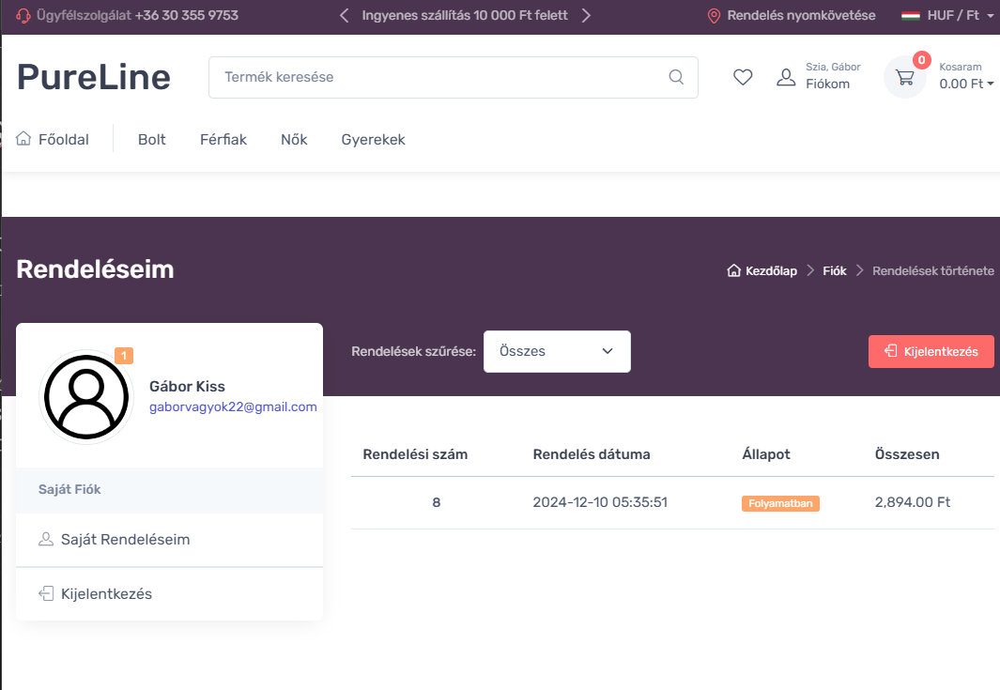 Ügyfélszolgálat +36 30 355 9753
Ingyenes szállítás 10 000 Ft felett
Rendelés nyomkövetése
HUF / Ft
PureLine
Termék keresése
Szia, Gábor
Fiókom
0
Kosaram
0.00 Ft
Főoldal
Bolt
Férfiak
Nők
Gyerekek
Rendeléseim
Kezdőlap
Fiók
Rendelések története
1
Gábor Kiss
gaborvagyok22@gmail.com
Saját Fiók
Saját Rendeléseim
Kijelentkezés
Rendelések szűrése:
Összes
Kijelentkezés
Rendelési szám Rendelés dátuma Állapot Összesen
8 2024-12-10 05:35:51 Folyamatban 2,894.00 Ft